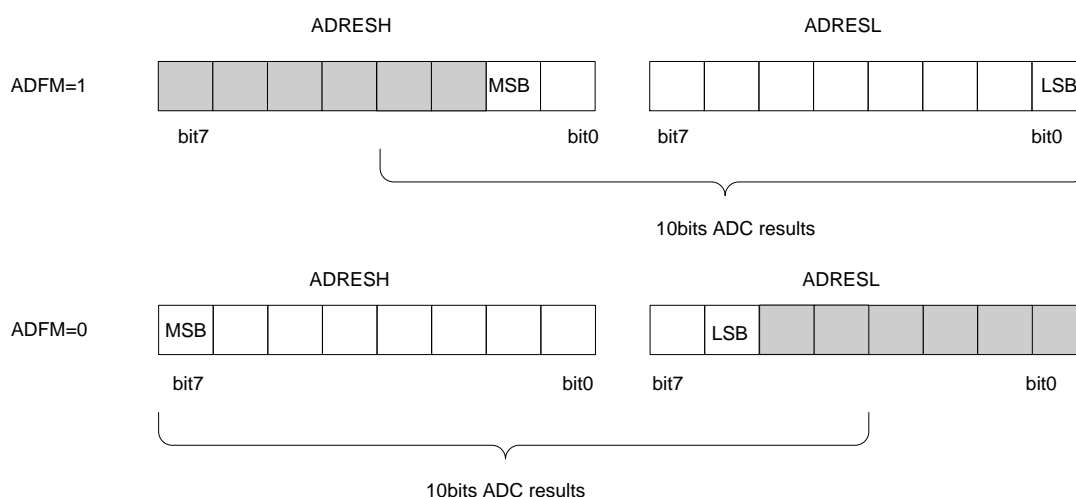 ADRESH ADRESL
ADFM=1 MSB LSB
bit7 bit0 bit7 bit0
10bits ADC results
ADRESH ADRESL
ADFM=0 MSB LSB
bit7 bit0 bit7 bit0
10bits ADC results